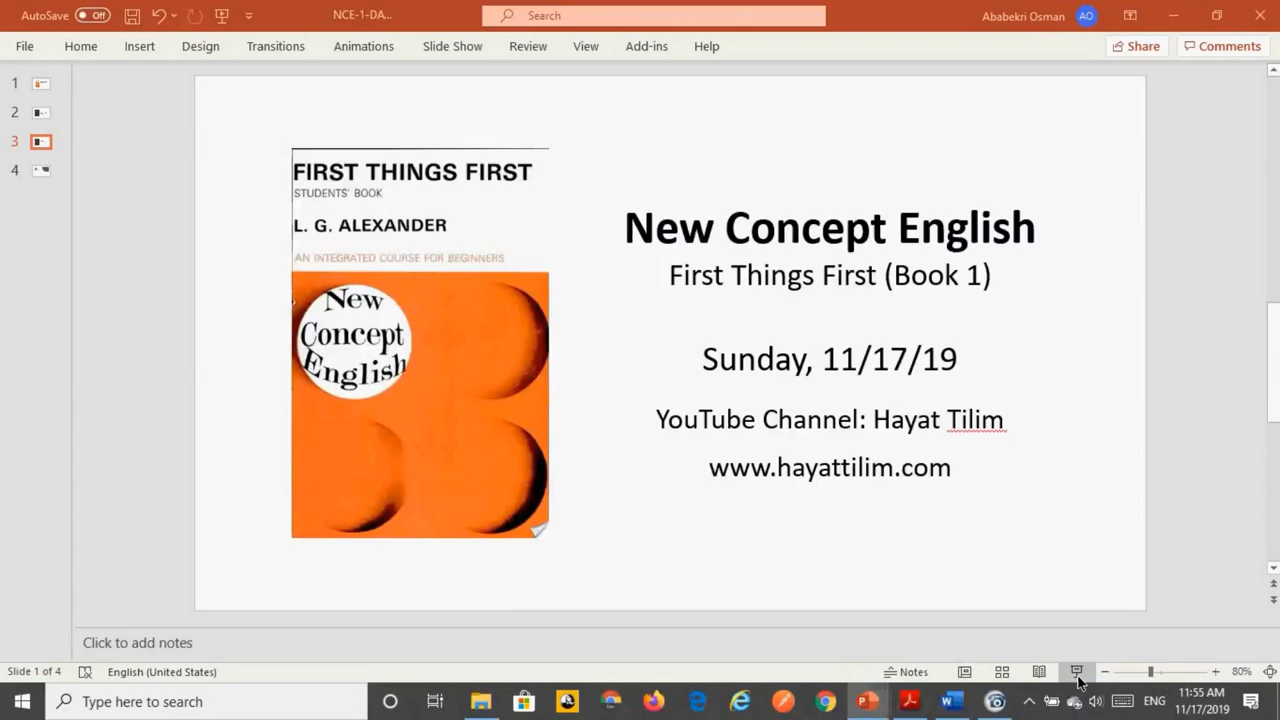 AutoSave Off
NCE-1-DA...
Search
Ababekri Osman AO
File Home Insert Design Transitions Animations Slide Show Review View Add-ins Help
Share Comments
1
2
3
4
FIRST THINGS FIRST
STUDENTS' BOOK
L. G. ALEXANDER
AN INTEGRATED COURSE FOR BEGINNERS
New
Concept
English
New Concept English
First Things First (Book 1)
Sunday, 11/17/19
YouTube Channel: Hayat Tilim
www.hayattilim.com
Click to add notes
Slide 1 of 4 English (United States) Notes 80%
Type here to search
ENG
11:55 AM
11/17/2019